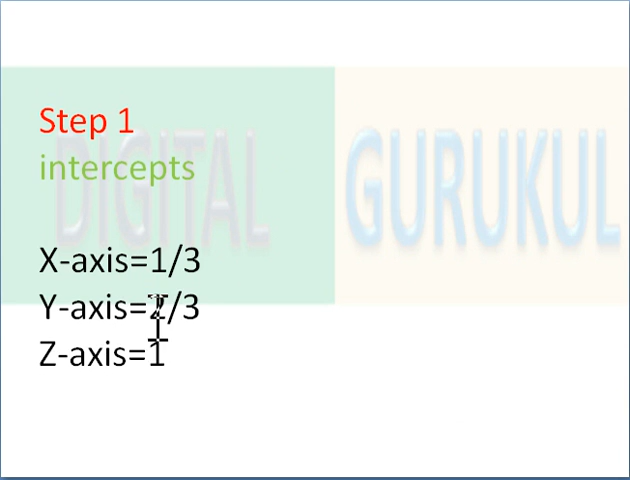 DIGITAL GURUKUL
Step 1
intercepts
X-axis=1/3
Y-axis=2/3
Z-axis=1